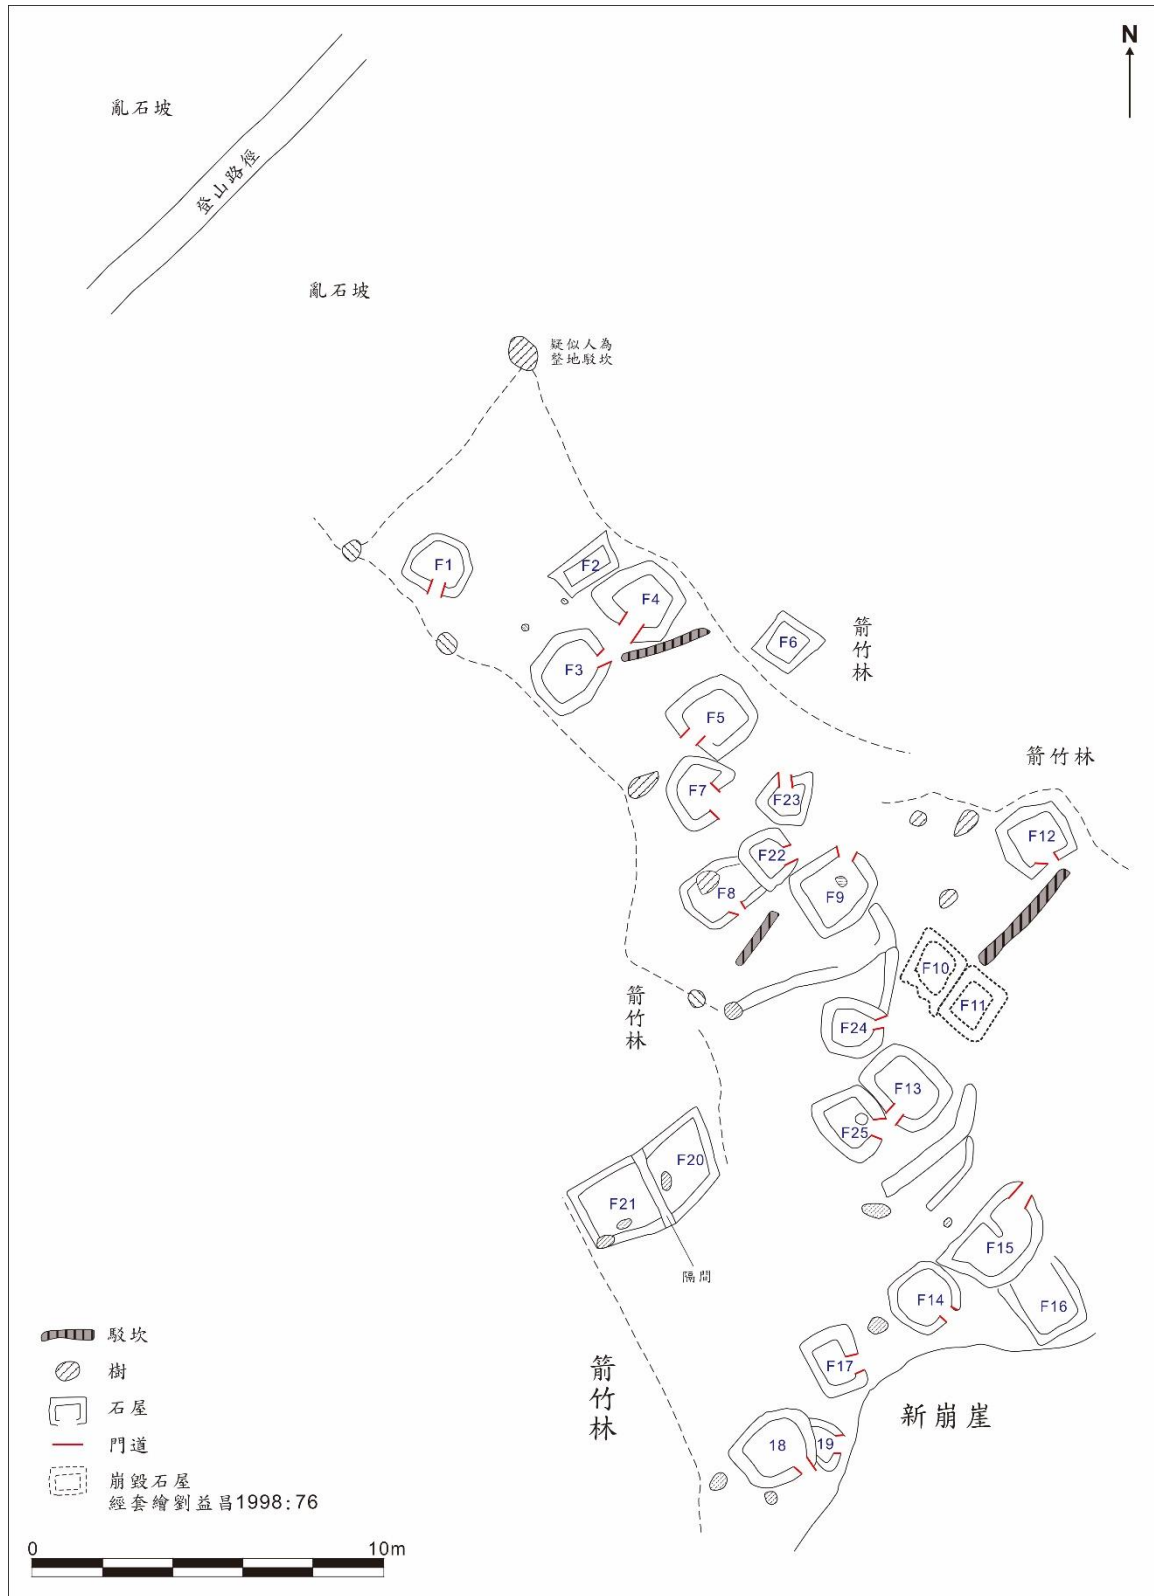 N
亂石坡
登山路徑
亂石坡
疑似人為
整地駁坎
F1
F2
F4
F6
箭竹林
F3
F5
箭竹林
F7
F23
F12
F22
F8
F9
F10
F11
箭竹林
F24
F13
F25
F20
F21
隔間
F15
F14
F16
F17
箭竹林
新崩崖
18
19
駁坎
樹
石屋
門道
崩毀石屋
經套繪劉益昌1998:76
0
10m